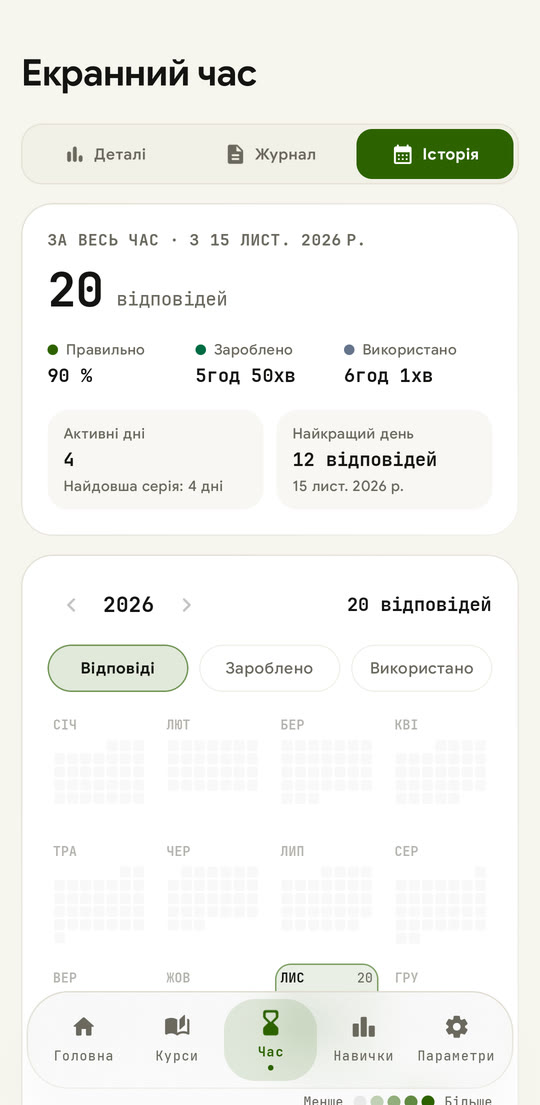 Екранний час
Деталі Журнал Історія
ЗА ВЕСЬ ЧАС · З 15 ЛИСТ. 2026 Р.
20 відповідей
Правильно Зароблено Використано
90 % 5год 50хв 6год 1хв
Активні дні Найкращий день
4 12 відповідей
Найдовша серія: 4 дні 15 лист. 2026 р.
2026 20 відповідей
Відповіді Зароблено Використано
СІЧ ЛЮТ БЕР КВІ
ТРА ЧЕР ЛИП СЕР
ВЕР ЖОВ ЛИС 20 ГРУ
Головна Курси Час Навички Параметри
Менше Більше